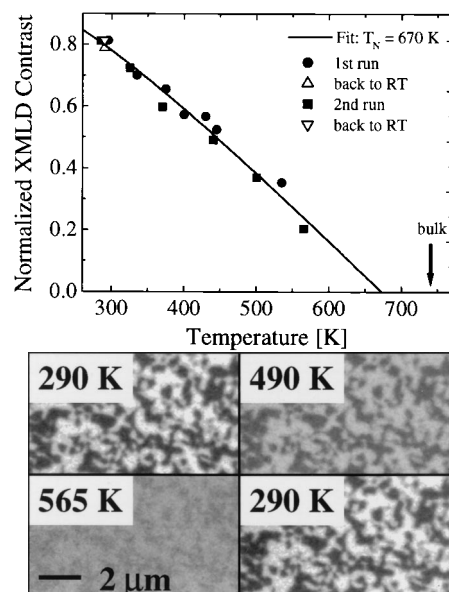 Fit: T_N = 670 K
1st run
back to RT
2nd run
back to RT
bulk
0.8
0.6
0.4
0.2
0.0
Normalized XMLD Contrast
300 400 500 600 700
Temperature [K]
290 K
490 K
565 K
290 K
2 μm